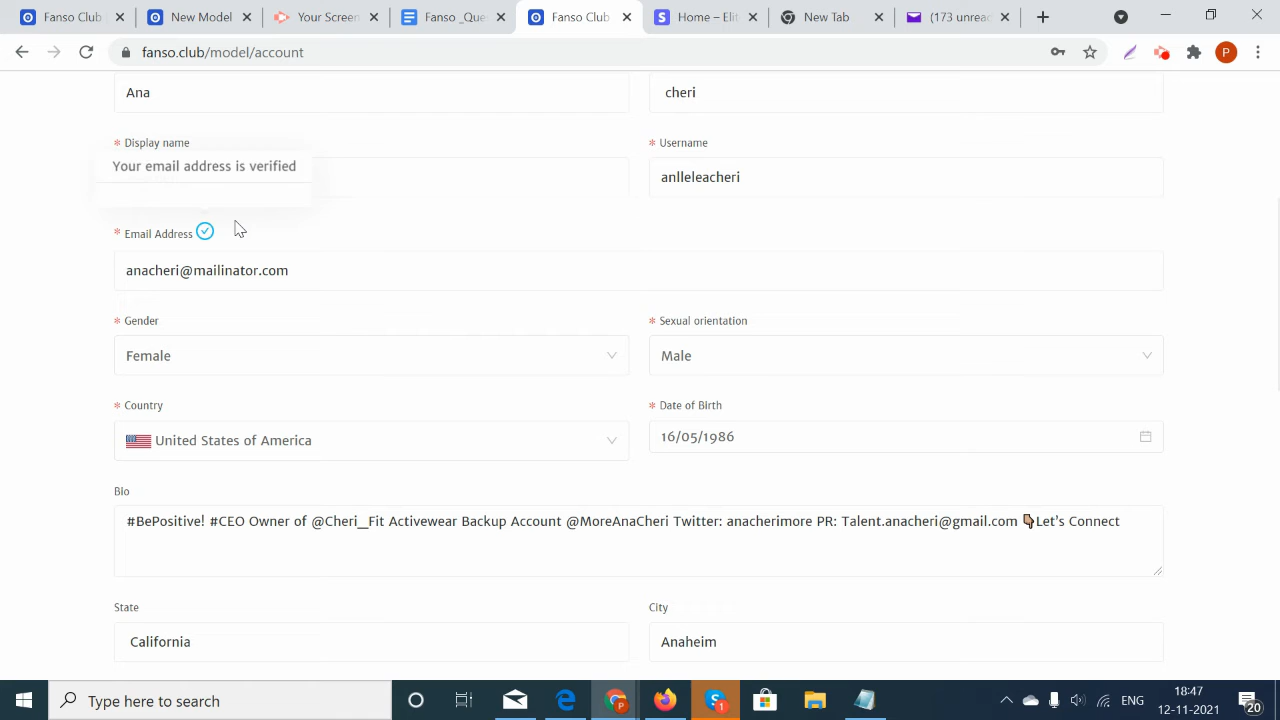 Fanso Club
New Model
Your Screen
Fanso _Que
Fanso Club
Home – Ell
New Tab
(173 unrea
fanso.club/model/account
P
Ana
cheri
* Display name
* Username
Your email address is verified
anlleleacheri
* Email Address
anacheri@mailinator.com
* Gender
* Sexual orientation
Female
Male
* Country
* Date of Birth
United States of America
16/05/1986
Bio
#BePositive! #CEO Owner of @Cheri_Fit Activewear Backup Account @MoreAnaCheri Twitter: anacherimore PR: Talent.anacheri@gmail.com 👇🏽Let's Connect
State
City
California
Anaheim
Type here to search
ENG
18:47
12-11-2021
20